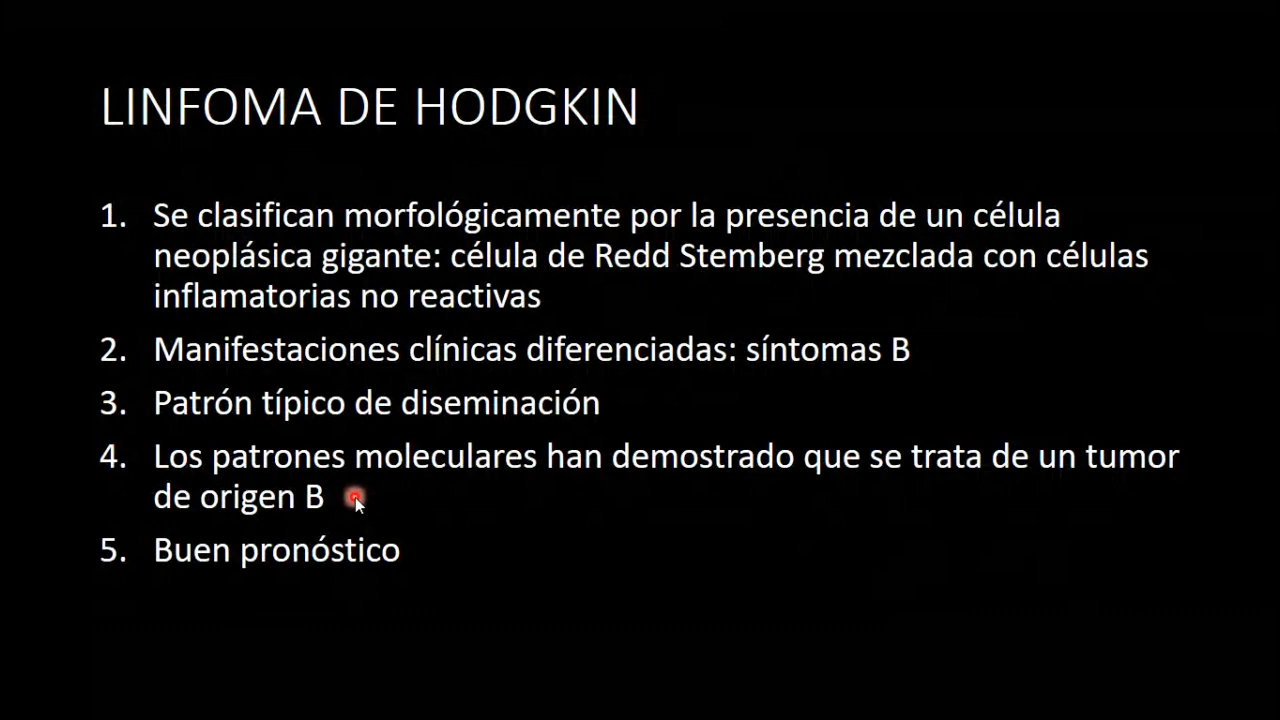 LINFOMA DE HODGKIN
1. Se clasifican morfológicamente por la presencia de un célula
neoplásica gigante: célula de Redd Stemberg mezclada con células
inflamatorias no reactivas
2. Manifestaciones clínicas diferenciadas: síntomas B
3. Patrón típico de diseminación
4. Los patrones moleculares han demostrado que se trata de un tumor
de origen B
5. Buen pronóstico